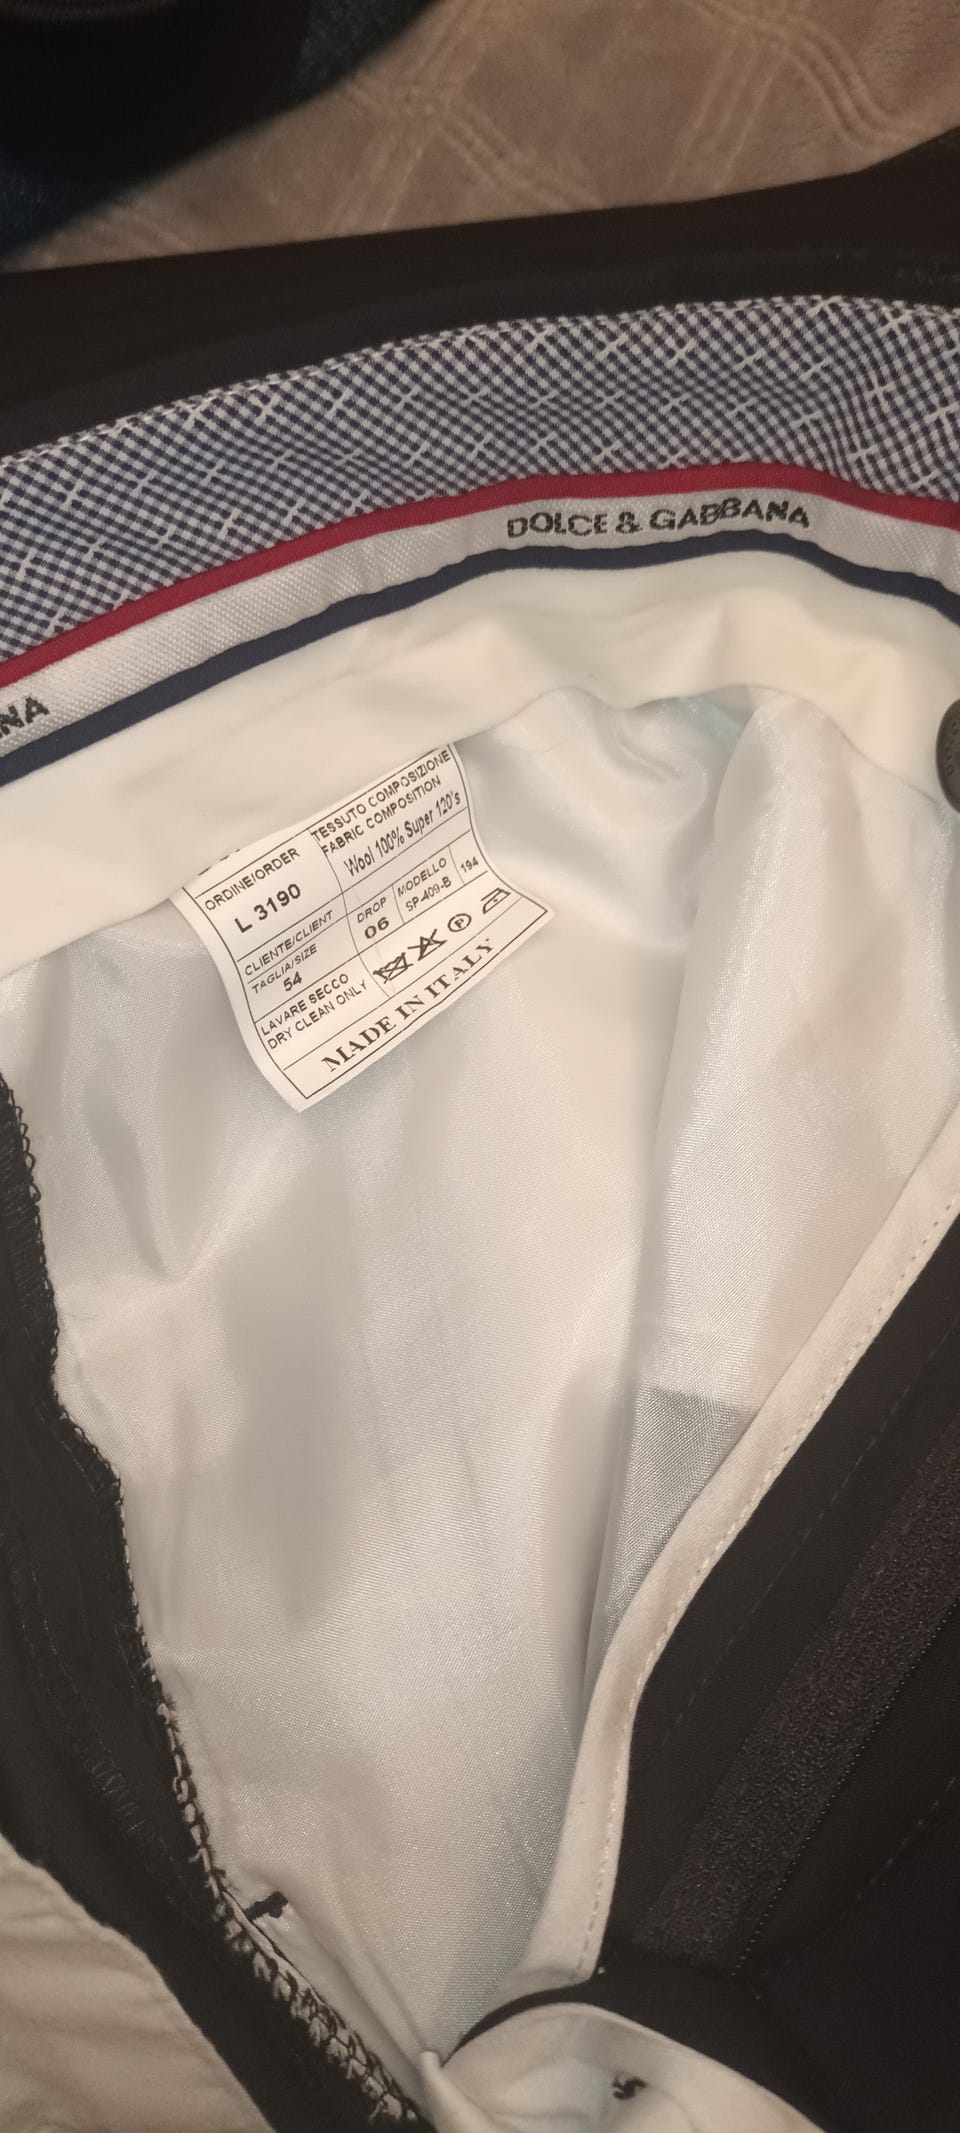 DOLCE & GABBANA
NA
ORDINE/ORDER
L 3190
TESSUTO COMPOSIZIONE
FABRIC COMPOSITION
Wool 100% Super 120's
CLIENTE/CLIENT
TAGLIA/SIZE
54
DROP
06
MODELLO
SP-409-B
194
LAVARE SECCO
DRY CLEAN ONLY
P
MADE IN ITALY